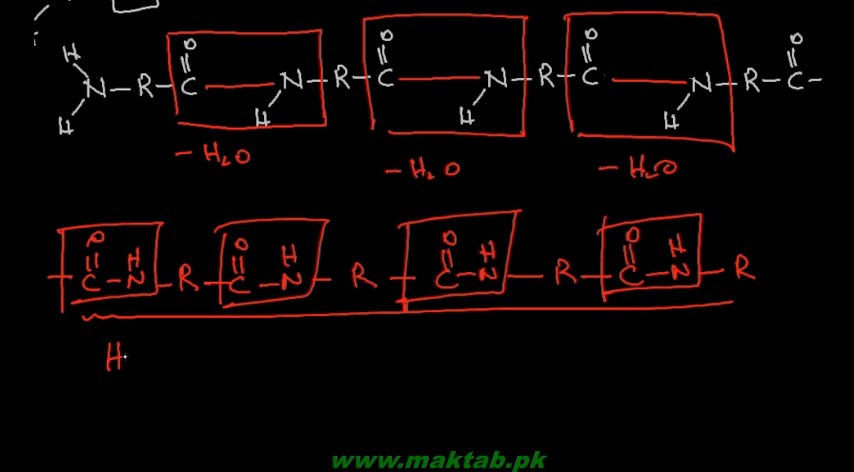 O O O O
H
N-R-C-N-R-C-N-R-C-N-R-C-
H H H H
-H₂O -H₂O -H₂O
O H O H O H O H
-C-N-R-C-N-R-C-N-R-C-N-R
H
www.maktab.pk